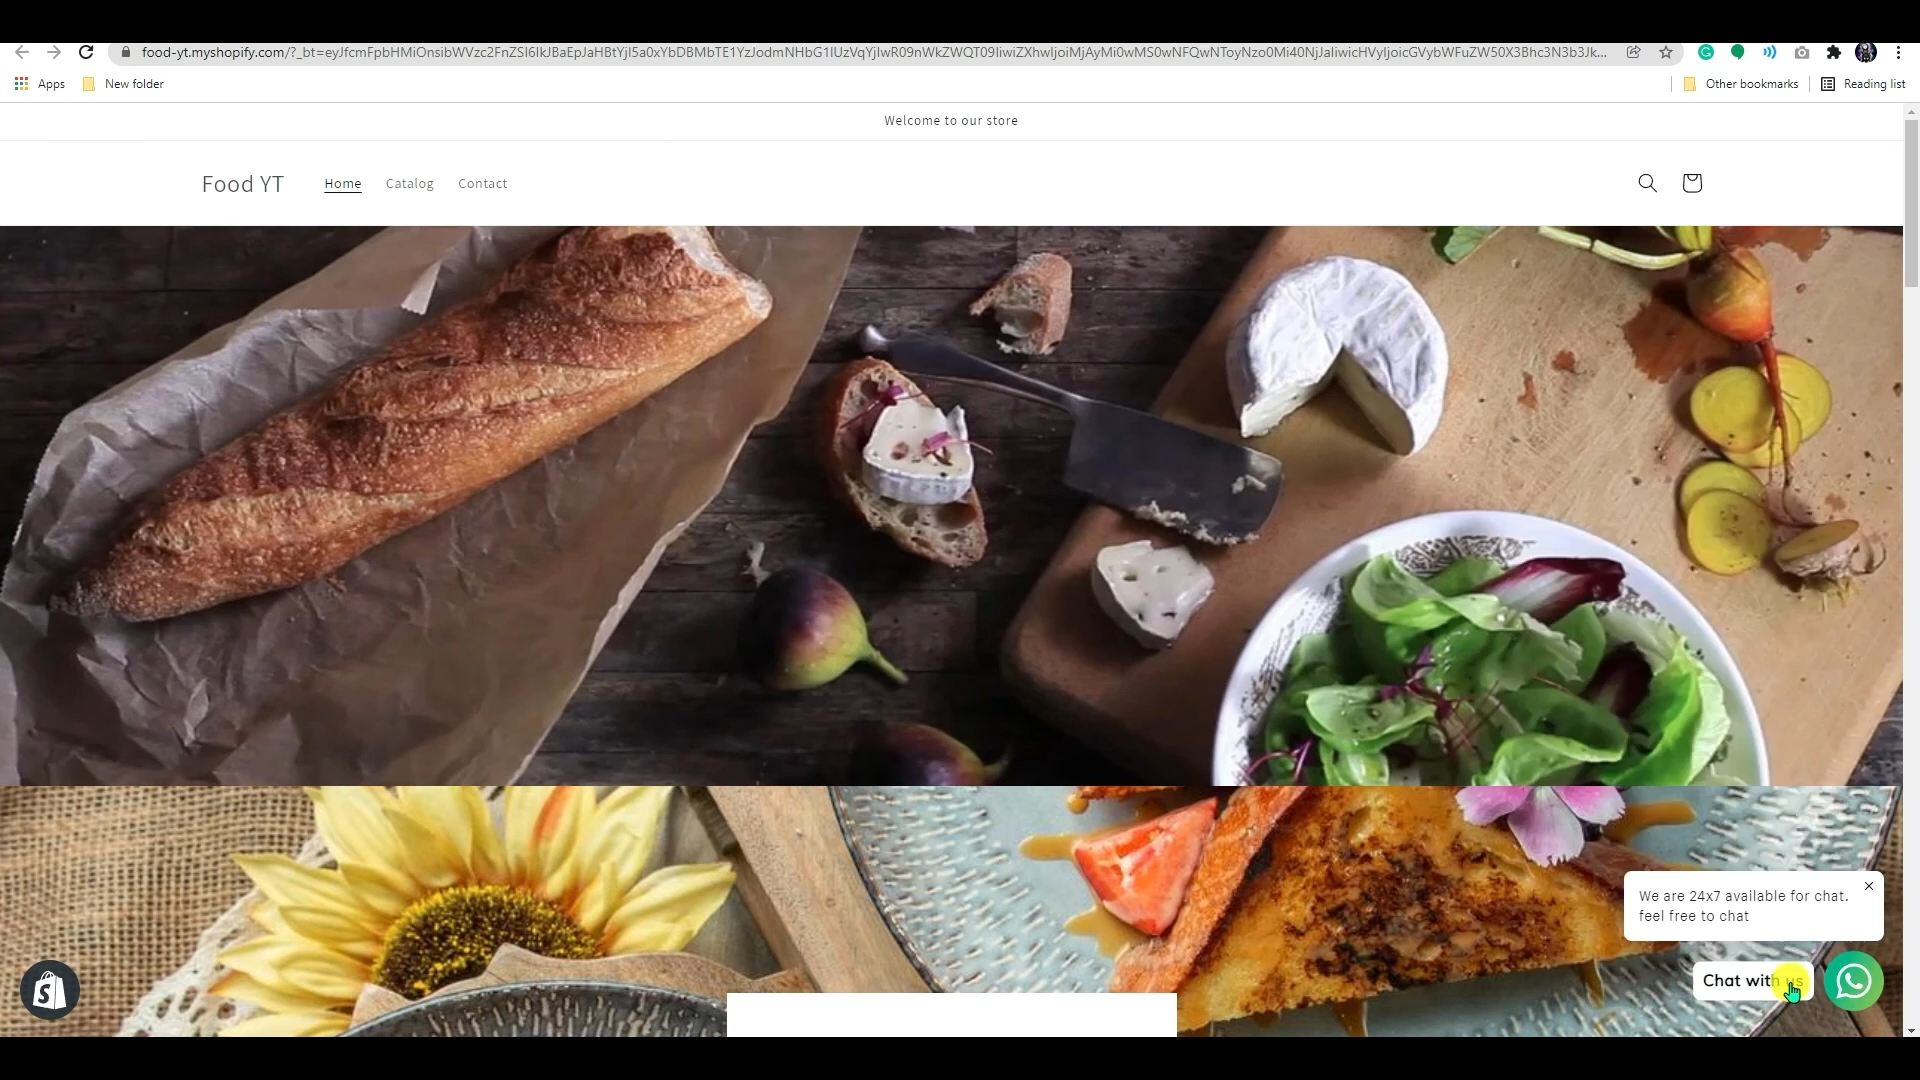 food-yt.myshopify.com/
Apps
New folder
Other bookmarks
Reading list
Welcome to our store
Food YT
Home
Catalog
Contact
We are 24x7 available for chat.
feel free to chat
Chat with us